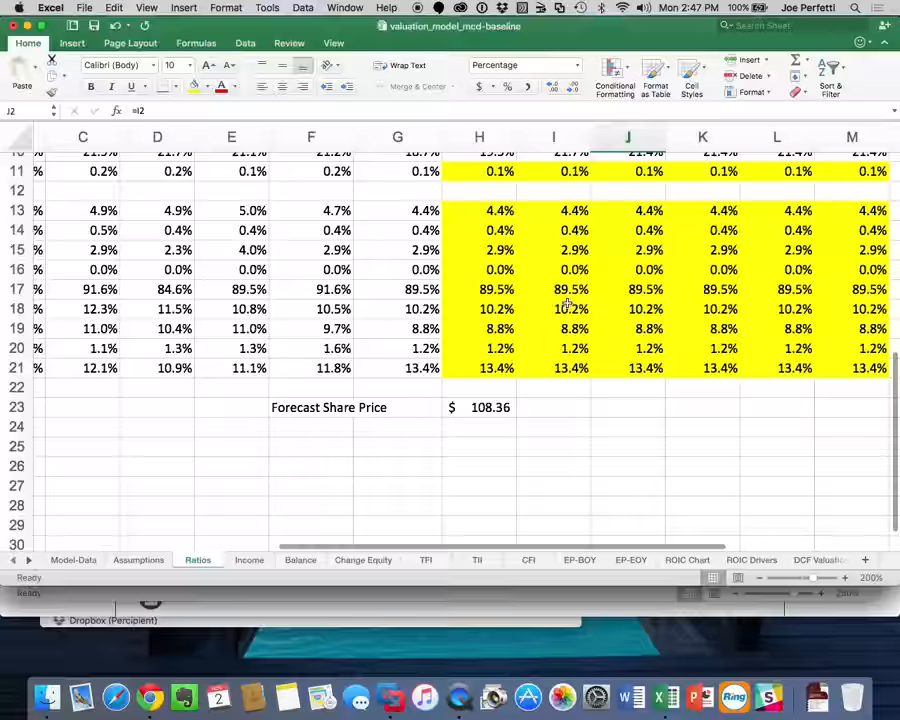 Excel File Edit View Insert Format Tools Data Window Help 100% Mon 2:47 PM Joe Perfetti
valuation_model_mcd-baseline
Search Sheet
Home Insert Page Layout Formulas Data Review View
Paste Calibri (Body) 10 A A Wrap Text Percentage Insert
B I U A Merge & Center $ % Conditional Formatting Format as Table Cell Styles Delete Format Sort & Filter
J2 fx =I2
C D E F G H I J K L M
11 % 0.2% 0.2% 0.1% 0.2% 0.1% 0.1% 0.1% 0.1% 0.1% 0.1% 0.1%
12
13 % 4.9% 4.9% 5.0% 4.7% 4.4% 4.4% 4.4% 4.4% 4.4% 4.4% 4.4%
14 % 0.5% 0.4% 0.4% 0.4% 0.4% 0.4% 0.4% 0.4% 0.4% 0.4% 0.4%
15 % 2.9% 2.3% 4.0% 2.9% 2.9% 2.9% 2.9% 2.9% 2.9% 2.9% 2.9%
16 % 0.0% 0.0% 0.0% 0.0% 0.0% 0.0% 0.0% 0.0% 0.0% 0.0% 0.0%
17 % 91.6% 84.6% 89.5% 91.6% 89.5% 89.5% 89.5% 89.5% 89.5% 89.5% 89.5%
18 % 12.3% 11.5% 10.8% 10.5% 10.2% 10.2% 10.2% 10.2% 10.2% 10.2% 10.2%
19 % 11.0% 10.4% 11.0% 9.7% 8.8% 8.8% 8.8% 8.8% 8.8% 8.8% 8.8%
20 % 1.1% 1.3% 1.3% 1.6% 1.2% 1.2% 1.2% 1.2% 1.2% 1.2% 1.2%
21 % 12.1% 10.9% 11.1% 11.8% 13.4% 13.4% 13.4% 13.4% 13.4% 13.4% 13.4%
22
23 Forecast Share Price $ 108.36
24
25
26
27
28
29
30
Model-Data Assumptions Ratios Income Balance Change Equity TFI TII CFI EP-BOY EP-EOY ROIC Chart ROIC Drivers DCF Valuation
Ready 200%
Ready
Dropbox (Percipient)
NOV 2
Ring